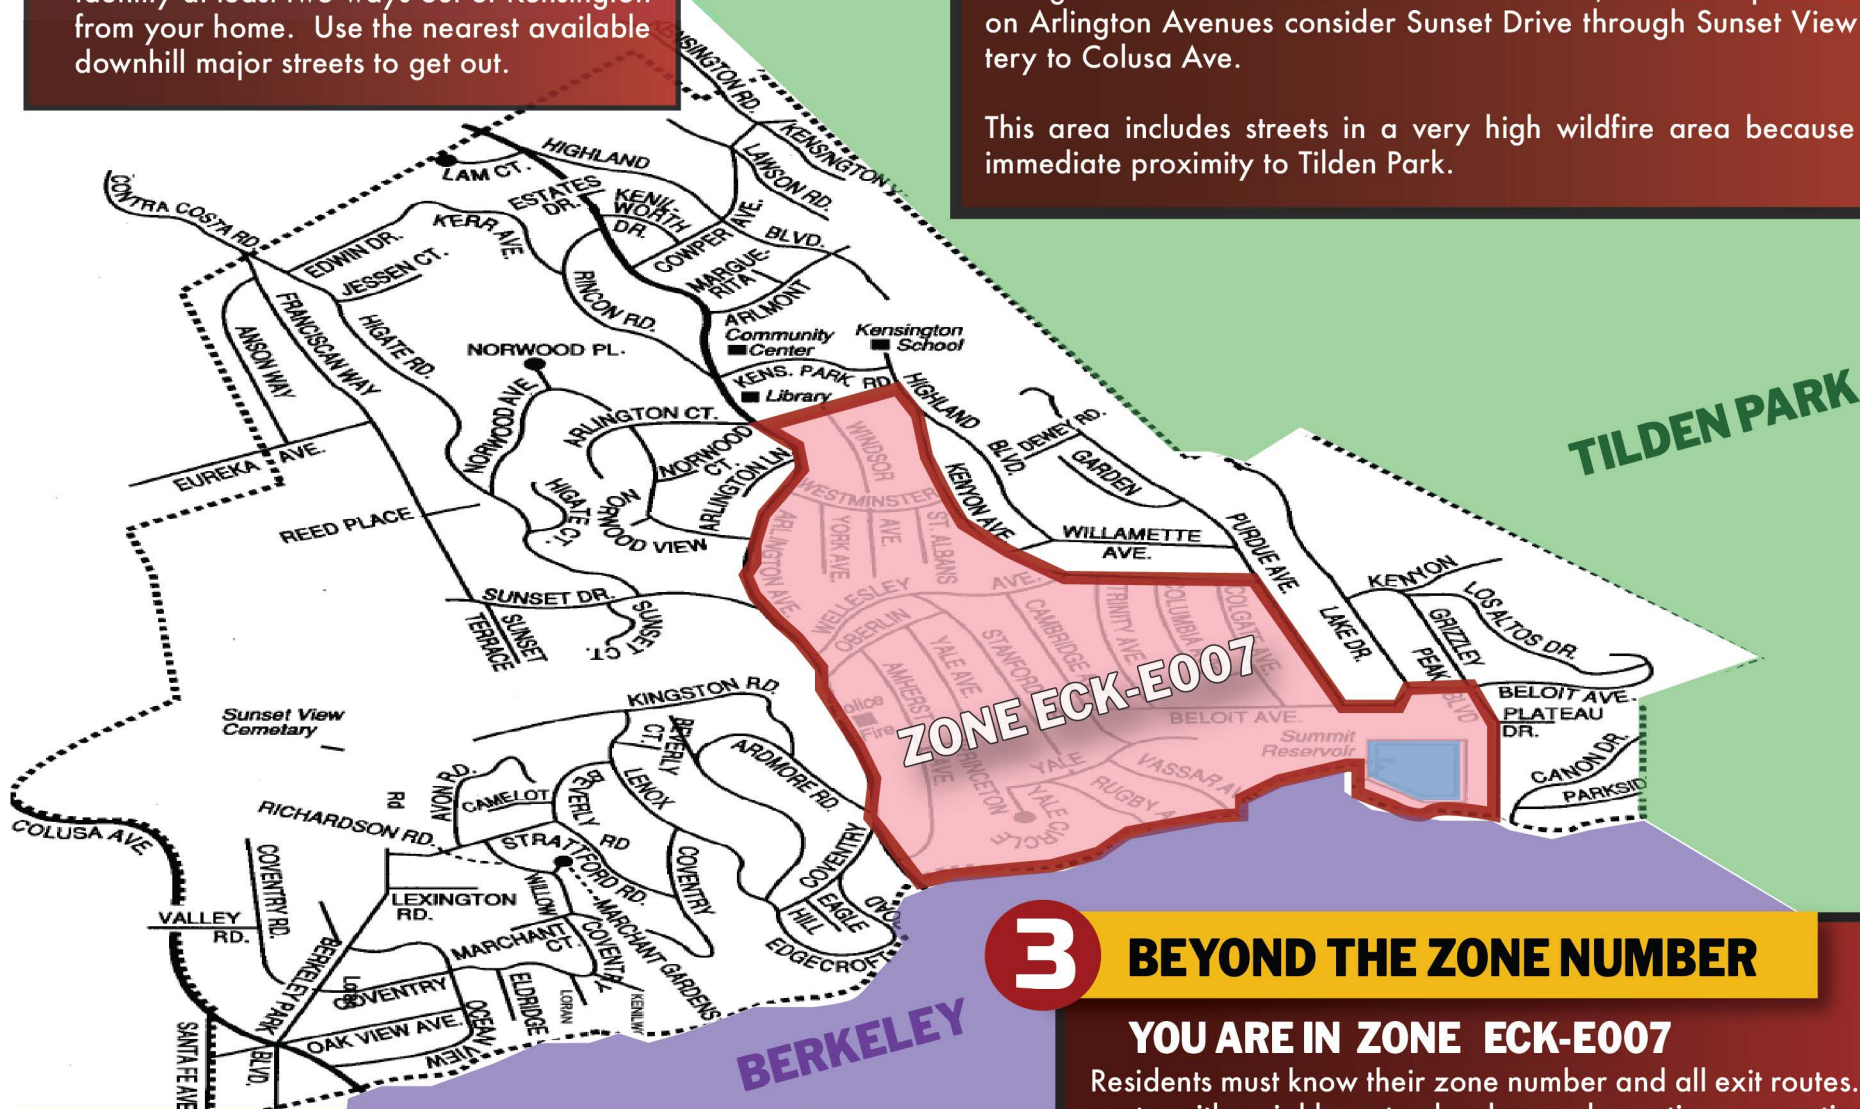 from your home. Use the nearest available
downhill major streets to get out.
on Arlington Avenues consider Sunset Drive through Sunset View
tery to Colusa Ave.
This area includes streets in a very high wildfire area because
immediate proximity to Tilden Park.
KENSINGTON RD.
KENSINGTON
HIGHLAND
LAM CT.
LAWSON RD.
CONTRA COSTA RD.
ESTATES
DR.
KENIL-
WORTH
DR.
KERR AVE.
COWPER AVE.
BLVD.
EDWIN DR.
JESSEN CT.
MARGUE-
RITA
RINCON RD.
ARLMONT
FRANCISCAN WAY
HIGATE RD.
ANSON WAY
Community
Center
Kensington
School
NORWOOD PL.
KENS. PARK RD.
Library
HIGHLAND
BLVD.
NORWOOD AVE.
ARLINGTON CT.
NORWOOD
CT.
ARLINGTON LN.
WINDSOR
DEWEY RD.
GARDEN
TILDEN PARK
EUREKA AVE.
WESTMINSTER
KENYON AVE.
HIGATE CT.
NORWOOD VIEW
REED PLACE
ARLINGTON AVE.
YORK AVE.
AVE.
ST. ALBANS
WILLAMETTE
AVE.
PURDUE AVE.
SUNSET DR.
SUNSET
TERRACE
SUNSET
SUNSET
CT.
WELLESLEY
AVE.
OBERLIN
KENYON
LOS ALTOS DR.
GRIZZLEY
PEAK
BLVD
LAKE DR.
YALE AVE.
STANFORD
CAMBRIDGE
TRINITY AVE.
COLUMBIA
COLGATE AVE.
AMHERST
AVE
PRINCETON
olice
Fire
ZONE ECK-E007
BELOIT AVE.
Summit
Reservoir
BELOIT AVE.
PLATEAU
DR.
CANON DR.
PARKSID
YALE
VASSAR AV
RUGBY A
YALE CIRCLE
KINGSTON RD.
Sunset View
Cemetary
CT.
BEVERLY
ARDMORE RD.
LENOX
AVON RD.
CAMELOT
BEVERLY
RD
Rd
RICHARDSON RD.
STRATTFORD RD.
COLUSA AVE.
COVENTRY
COVENTRY
COVENTRY RD.
LEXINGTON
RD.
WILLOW
MARCHANT GARDENS
EAGLE
HILL
ROAD
EDGECROFT
VALLEY
RD.
MARCHANT
CT.
COVENTRY
BERKELEY PARK
BLVD.
COVENTRY
ELDRIDGE
LORAN
KENILW
OAK VIEW AVE.
OCEAN
VIEW
SANTA FE AVE
BERKELEY
3
BEYOND THE ZONE NUMBER
YOU ARE IN ZONE ECK-E007
Residents must know their zone number and all exit routes.